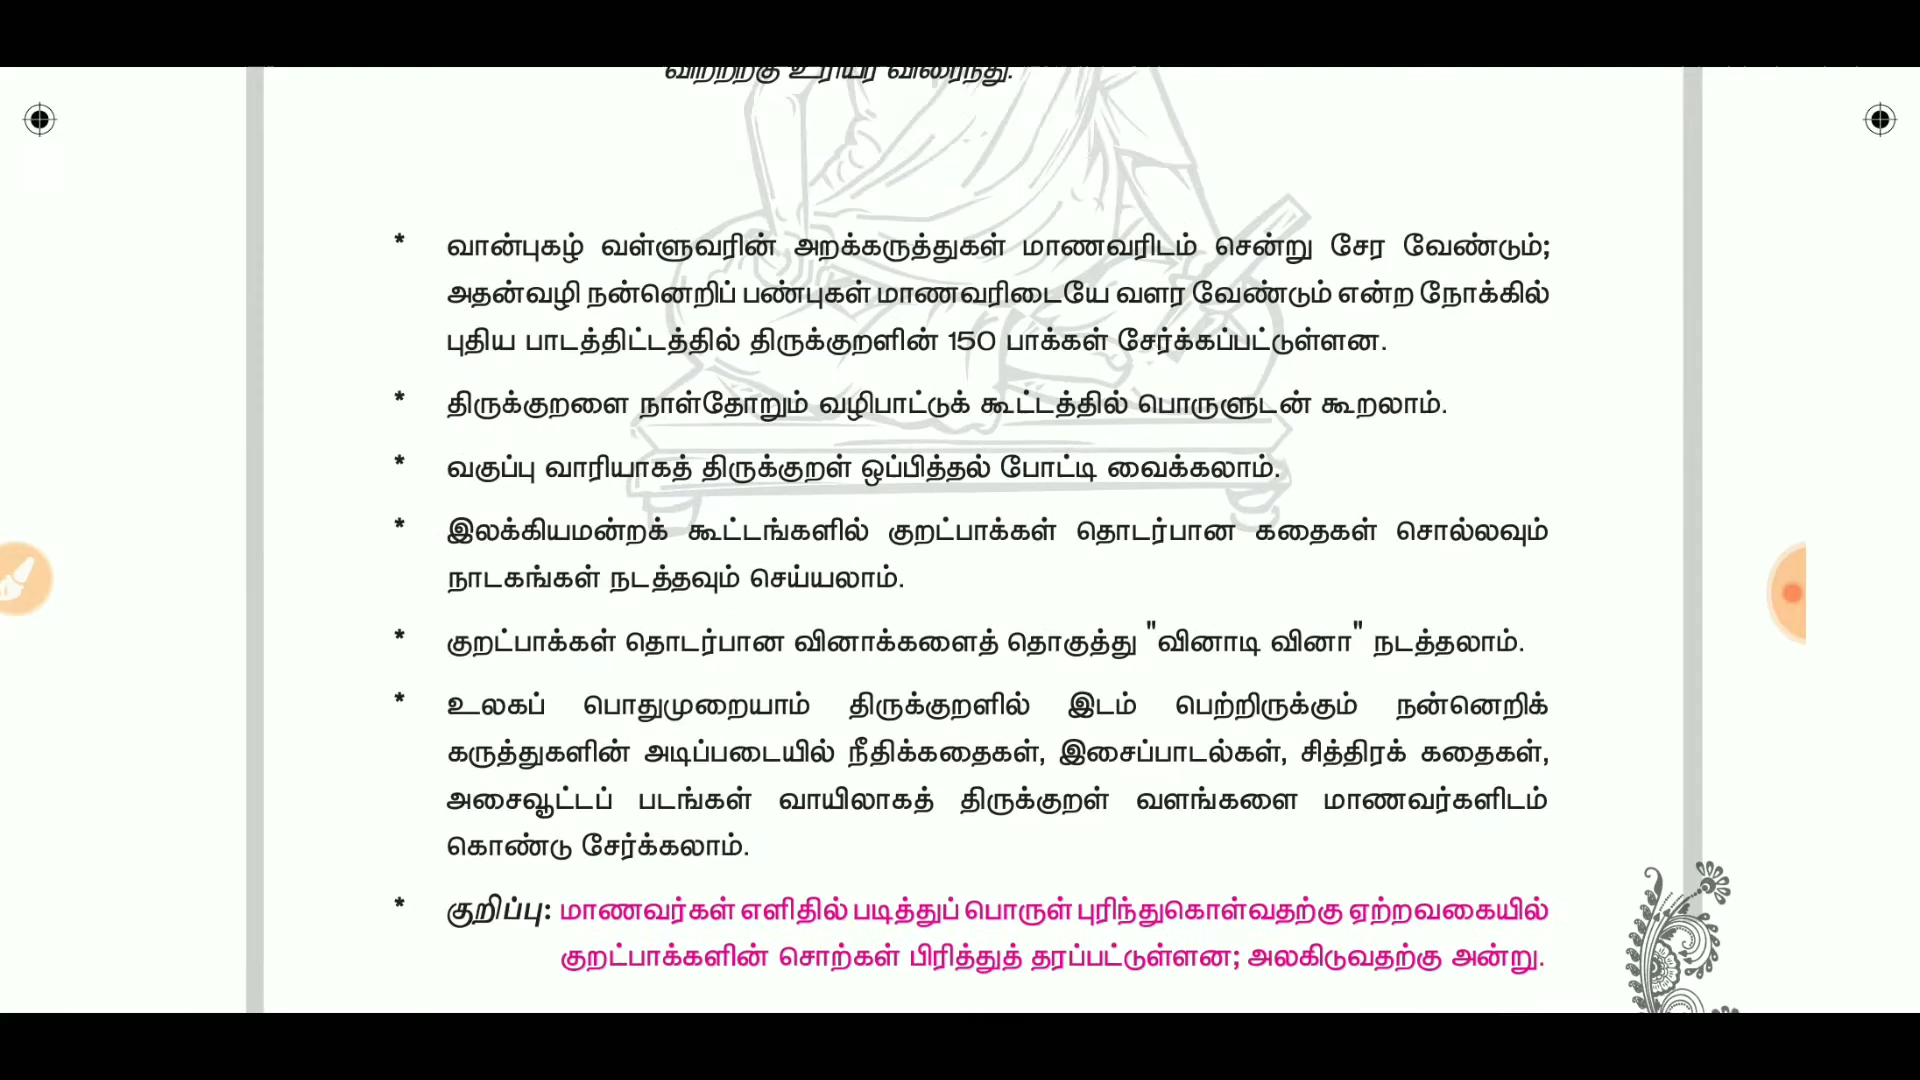 விற்றற்கு உரியர் விரைந்து.
* வான்புகழ் வள்ளுவரின் அறக்கருத்துகள் மாணவரிடம் சென்று சேர வேண்டும்;
அதன்வழி நன்னெறிப் பண்புகள் மாணவரிடையே வளர வேண்டும் என்ற நோக்கில்
புதிய பாடத்திட்டத்தில் திருக்குறளின் 150 பாக்கள் சேர்க்கப்பட்டுள்ளன.
* திருக்குறளை நாள்தோறும் வழிபாட்டுக் கூட்டத்தில் பொருளுடன் கூறலாம்.
* வகுப்பு வாரியாகத் திருக்குறள் ஒப்பித்தல் போட்டி வைக்கலாம்.
* இலக்கியமன்றக் கூட்டங்களில் குறட்பாக்கள் தொடர்பான கதைகள் சொல்லவும்
நாடகங்கள் நடத்தவும் செய்யலாம்.
* குறட்பாக்கள் தொடர்பான வினாக்களைத் தொகுத்து "வினாடி வினா" நடத்தலாம்.
* உலகப் பொதுமுறையாம் திருக்குறளில் இடம் பெற்றிருக்கும் நன்னெறிக்
கருத்துகளின் அடிப்படையில் நீதிக்கதைகள், இசைப்பாடல்கள், சித்திரக் கதைகள்,
அசைவூட்டப் படங்கள் வாயிலாகத் திருக்குறள் வளங்களை மாணவர்களிடம்
கொண்டு சேர்க்கலாம்.
* குறிப்பு: மாணவர்கள் எளிதில் படித்துப் பொருள் புரிந்துகொள்வதற்கு ஏற்றவகையில்
குறட்பாக்களின் சொற்கள் பிரித்துத் தரப்பட்டுள்ளன; அலகிடுவதற்கு அன்று.